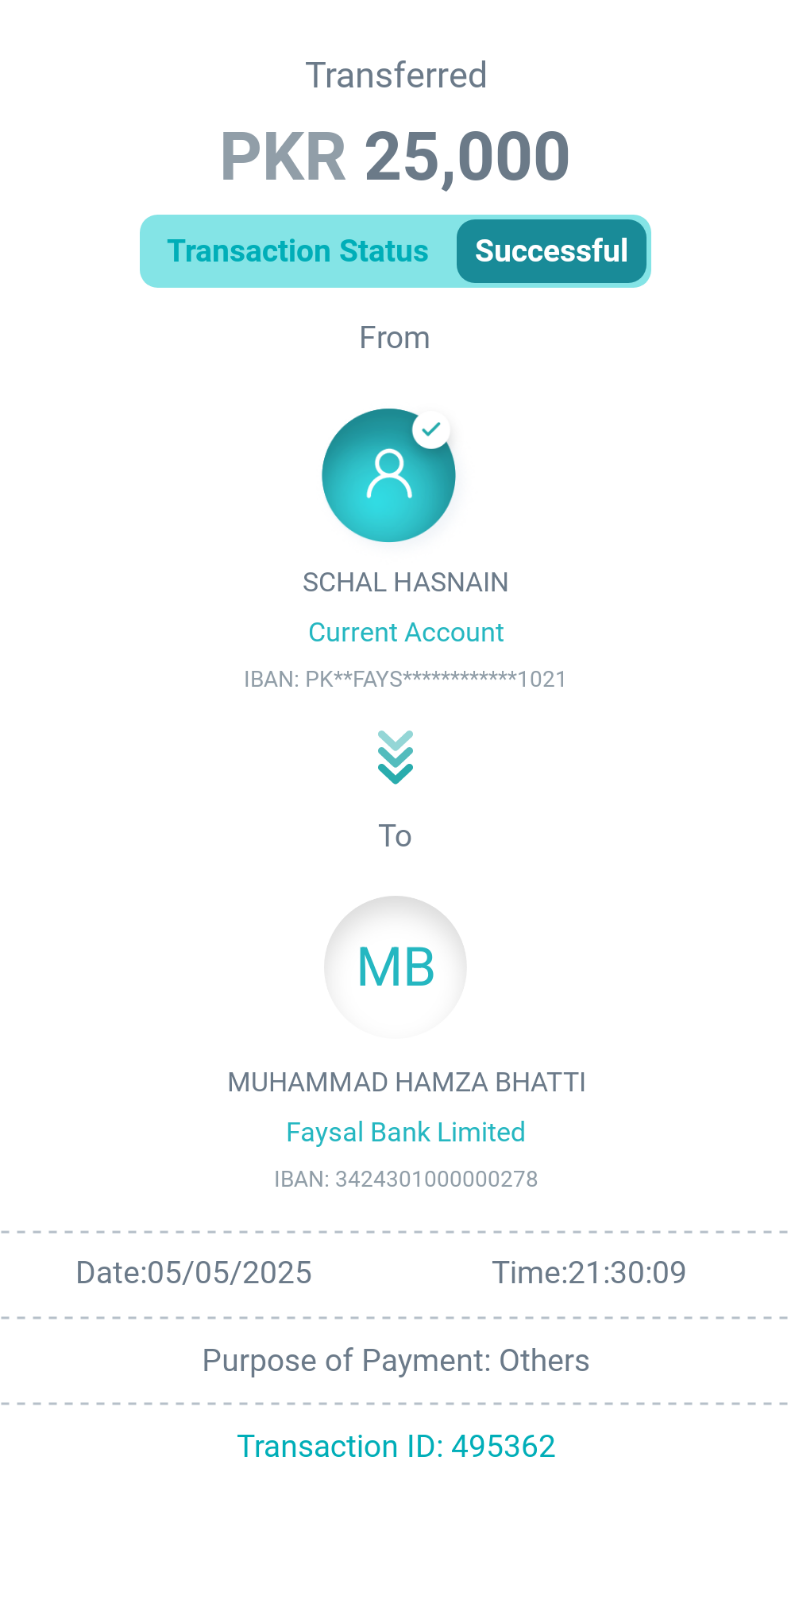 Transferred
PKR 25,000
Transaction Status Successful
From
SCHAL HASNAIN
Current Account
IBAN: PK**FAYS************1021
To
MB
MUHAMMAD HAMZA BHATTI
Faysal Bank Limited
IBAN: 3424301000000278
Date:05/05/2025 Time:21:30:09
Purpose of Payment: Others
Transaction ID: 495362